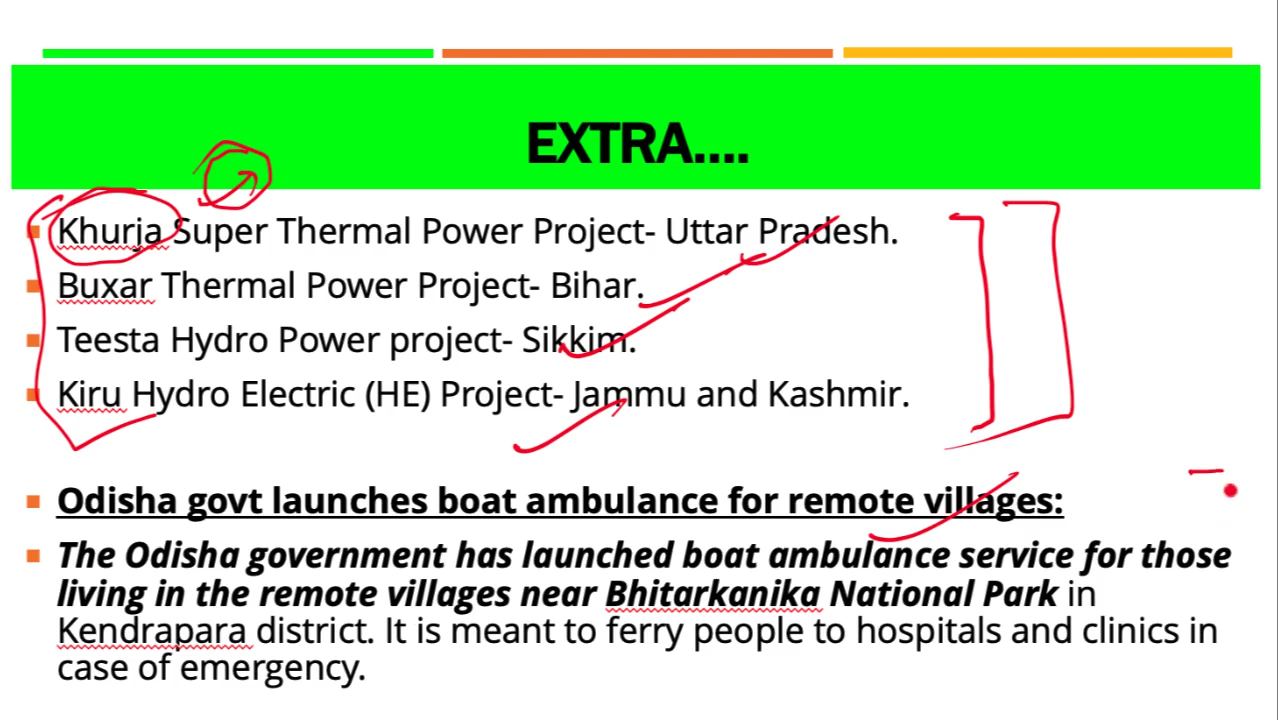 EXTRA....
Khurja Super Thermal Power Project- Uttar Pradesh.
Buxar Thermal Power Project- Bihar.
Teesta Hydro Power project- Sikkim.
Kiru Hydro Electric (HE) Project- Jammu and Kashmir.
Odisha govt launches boat ambulance for remote villages:
The Odisha government has launched boat ambulance service for those
living in the remote villages near Bhitarkanika National Park in
Kendrapara district. It is meant to ferry people to hospitals and clinics in
case of emergency.